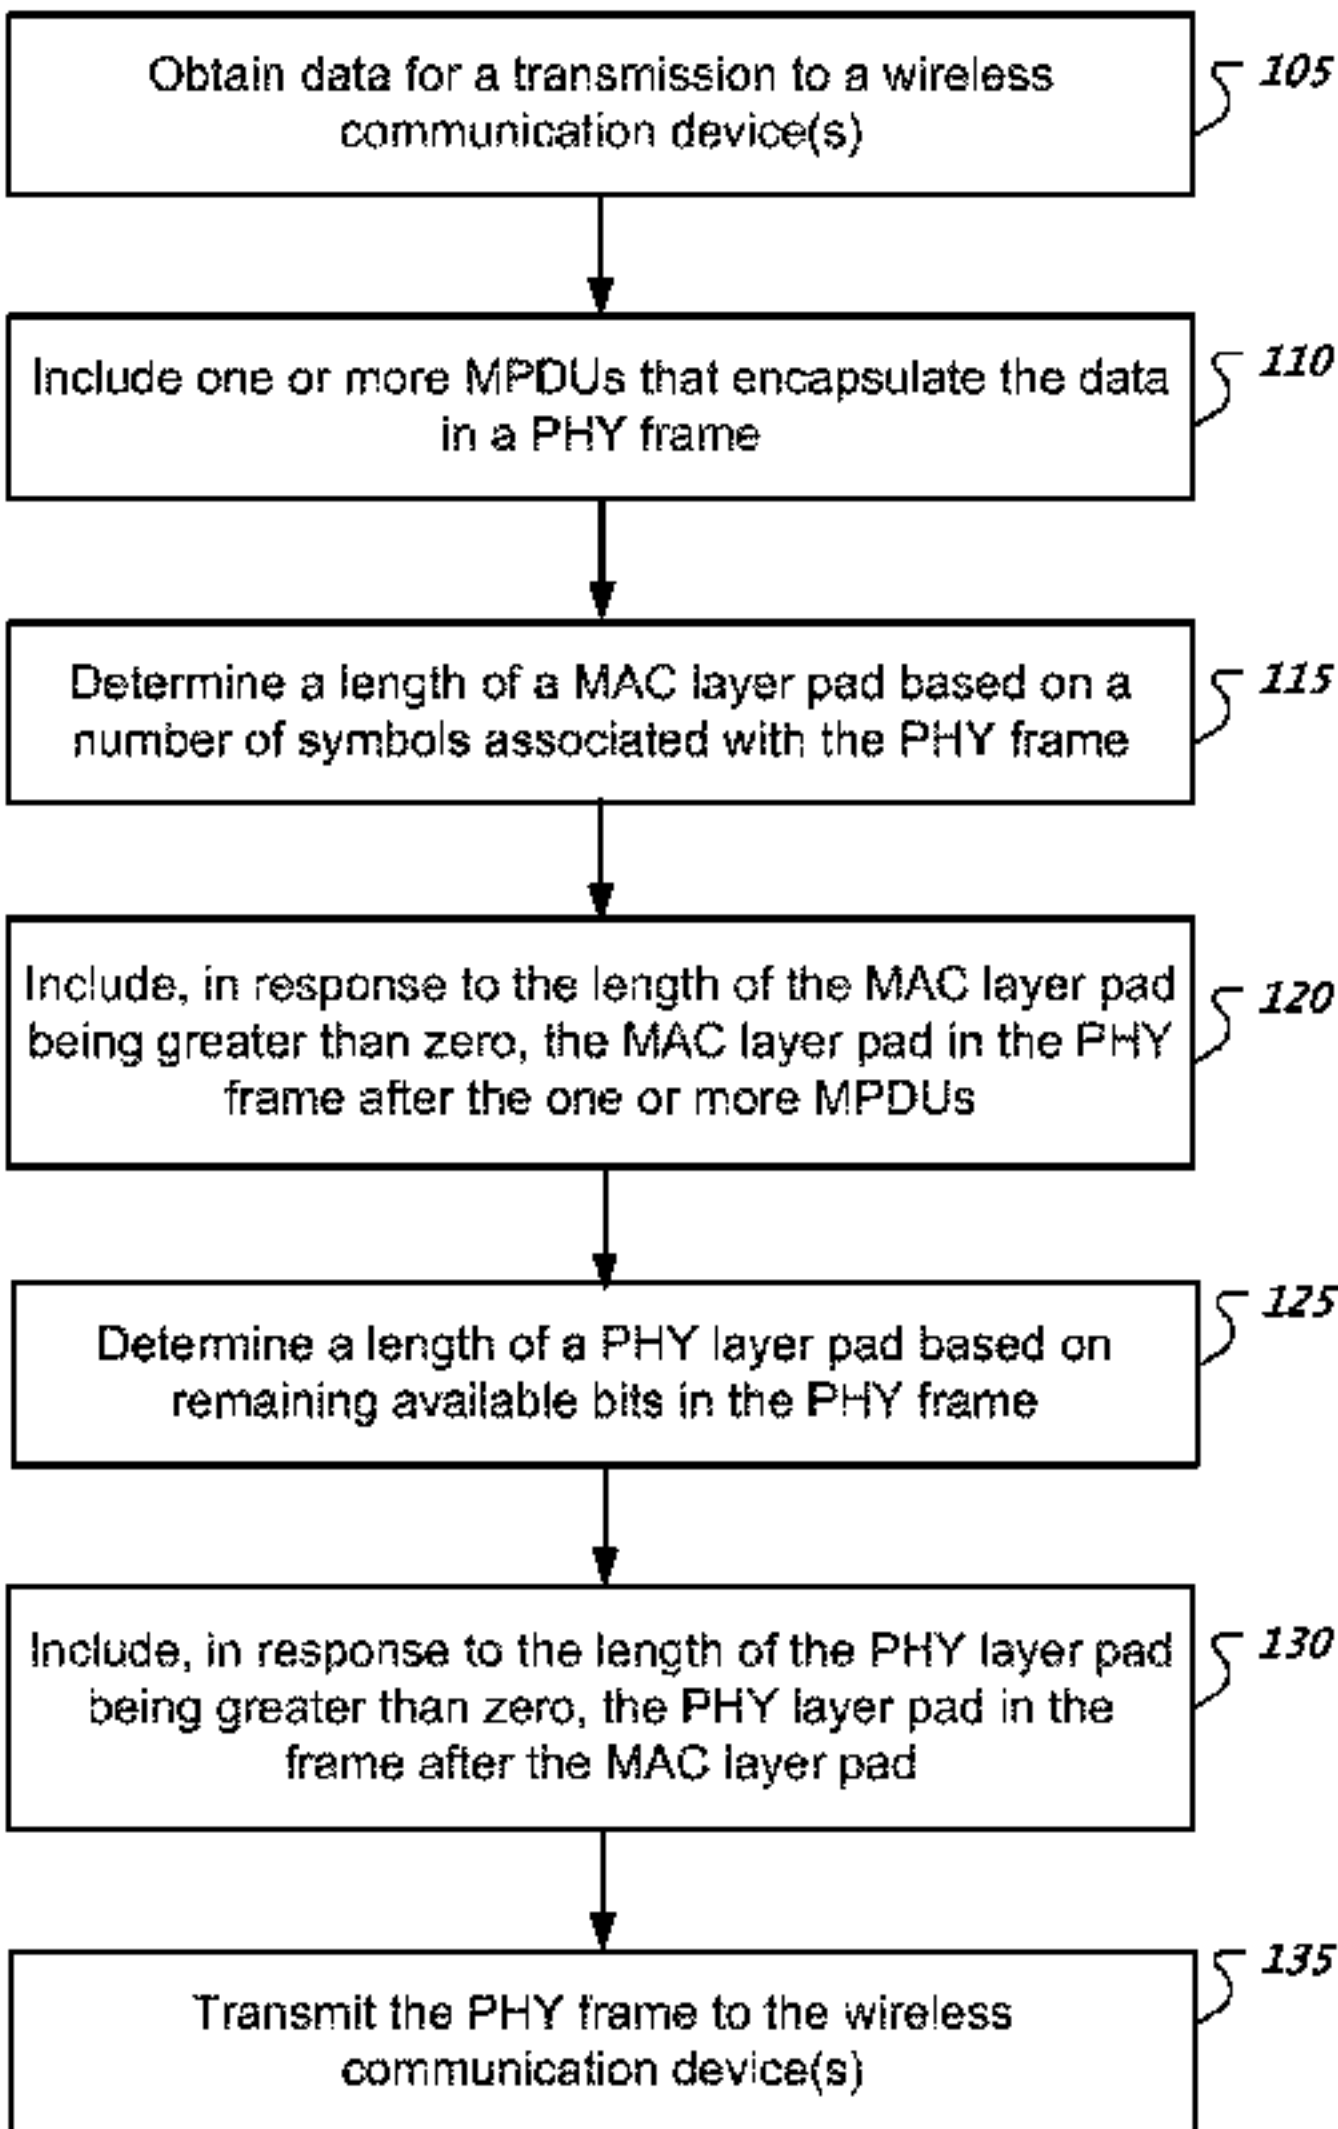 Obtain data for a transmission to a wireless
communication device(s)
105
Include one or more MPDUs that encapsulate the data
in a PHY frame
110
Determine a length of a MAC layer pad based on a
number of symbols associated with the PHY frame
115
Include, in response to the length of the MAC layer pad
being greater than zero, the MAC layer pad in the PHY
frame after the one or more MPDUs
120
Determine a length of a PHY layer pad based on
remaining available bits in the PHY frame
125
Include, in response to the length of the PHY layer pad
being greater than zero, the PHY layer pad in the
frame after the MAC layer pad
130
Transmit the PHY frame to the wireless
communication device(s)
135